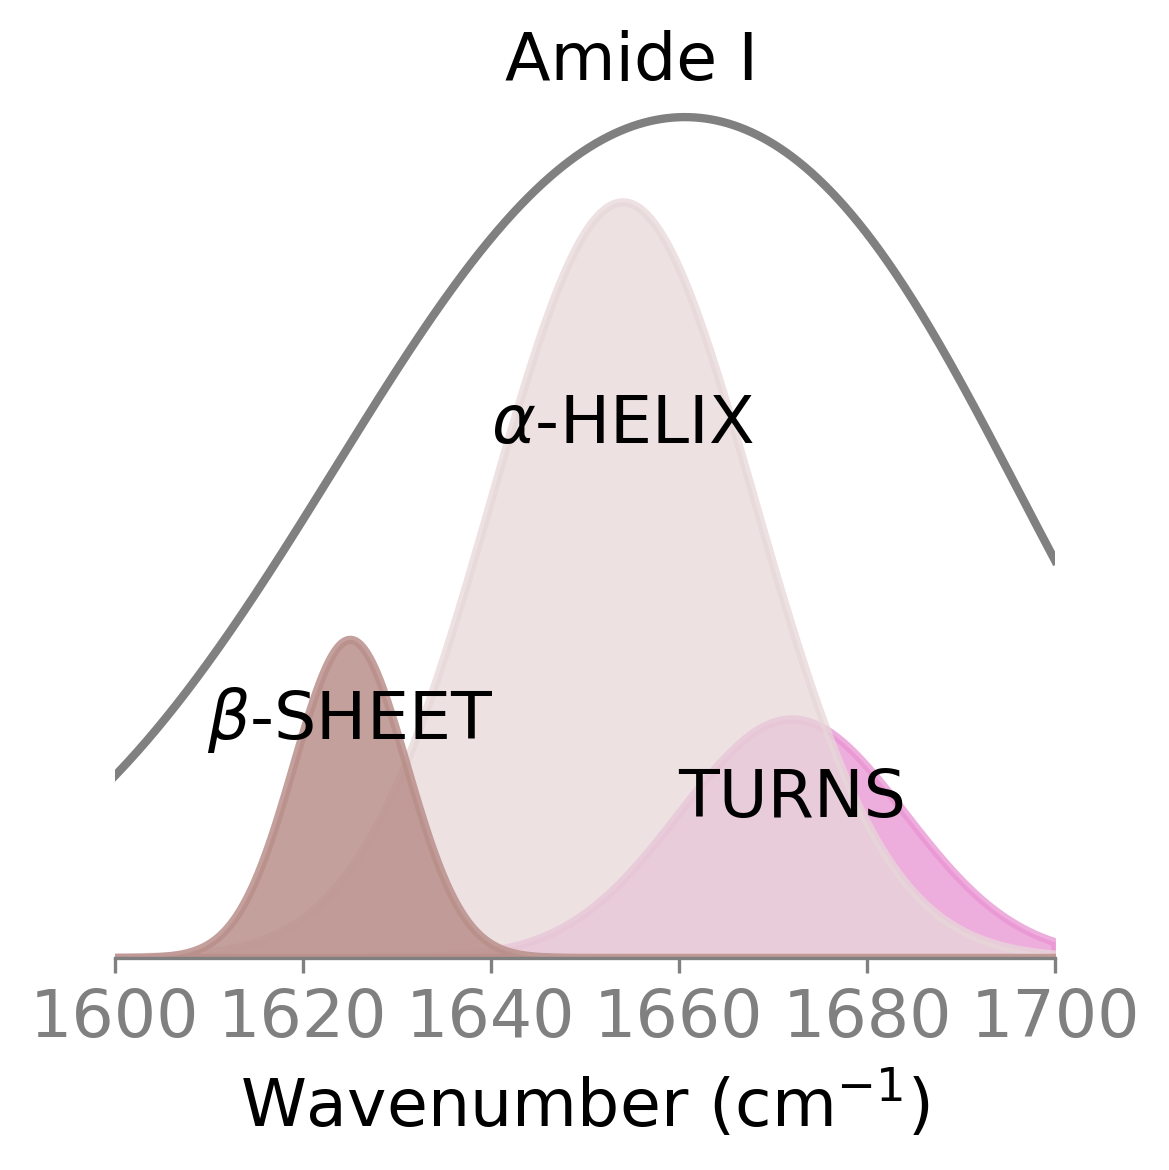 Amide I
α-HELIX
β-SHEET
TURNS
1600 1620 1640 1660 1680 1700
Wavenumber (cm⁻¹)